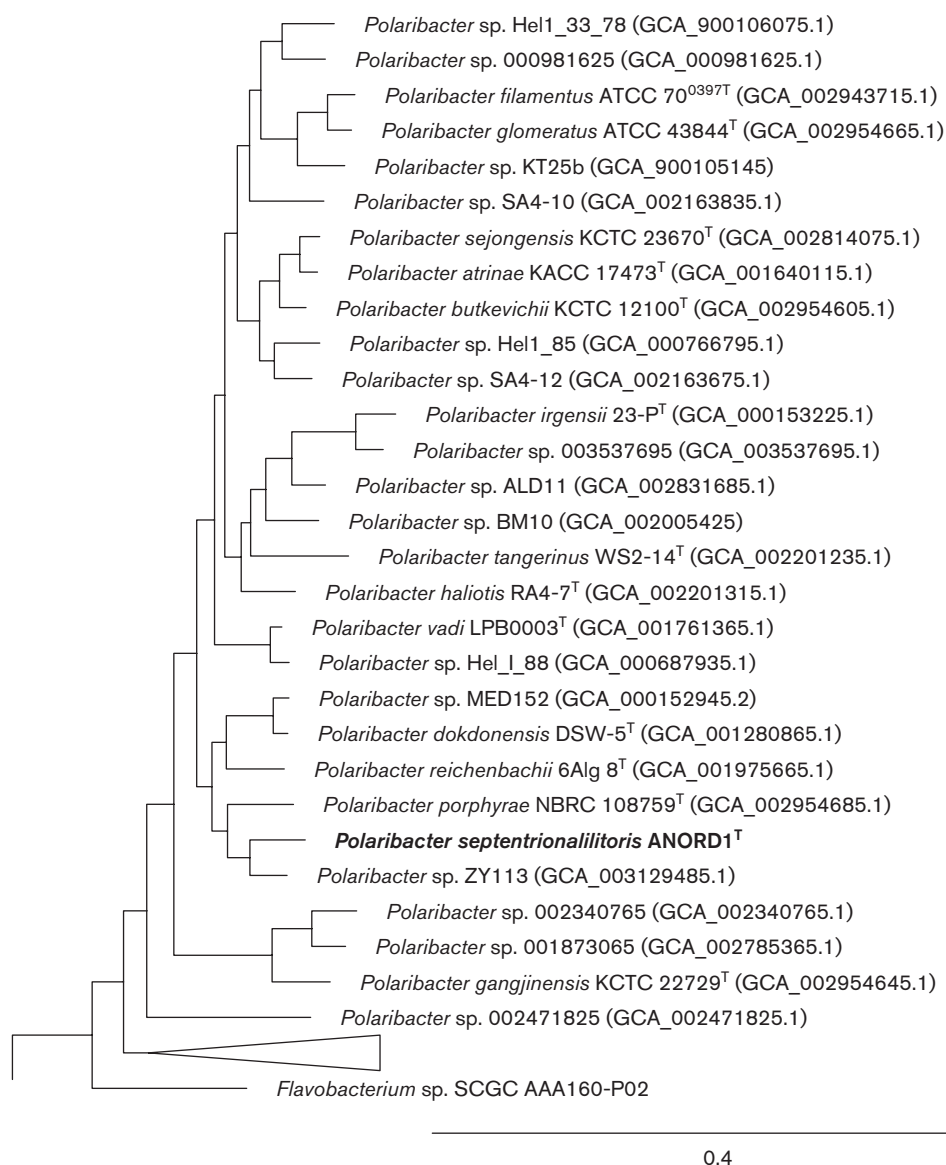 Polaribacter sp. Hel1_33_78 (GCA_900106075.1)
Polaribacter sp. 000981625 (GCA_000981625.1)
Polaribacter filamentus ATCC 70⁰³⁹⁷ᵀ (GCA_002943715.1)
Polaribacter glomeratus ATCC 43844ᵀ (GCA_002954665.1)
Polaribacter sp. KT25b (GCA_900105145)
Polaribacter sp. SA4-10 (GCA_002163835.1)
Polaribacter sejongensis KCTC 23670ᵀ (GCA_002814075.1)
Polaribacter atrinae KACC 17473ᵀ (GCA_001640115.1)
Polaribacter butkevichii KCTC 12100ᵀ (GCA_002954605.1)
Polaribacter sp. Hel1_85 (GCA_000766795.1)
Polaribacter sp. SA4-12 (GCA_002163675.1)
Polaribacter irgensii 23-Pᵀ (GCA_000153225.1)
Polaribacter sp. 003537695 (GCA_003537695.1)
Polaribacter sp. ALD11 (GCA_002831685.1)
Polaribacter sp. BM10 (GCA_002005425)
Polaribacter tangerinus WS2-14ᵀ (GCA_002201235.1)
Polaribacter haliotis RA4-7ᵀ (GCA_002201315.1)
Polaribacter vadi LPB0003ᵀ (GCA_001761365.1)
Polaribacter sp. Hel_I_88 (GCA_000687935.1)
Polaribacter sp. MED152 (GCA_000152945.2)
Polaribacter dokdonensis DSW-5ᵀ (GCA_001280865.1)
Polaribacter reichenbachii 6Alg 8ᵀ (GCA_001975665.1)
Polaribacter porphyrae NBRC 108759ᵀ (GCA_002954685.1)
Polaribacter septentrionalilitoris ANORD1ᵀ
Polaribacter sp. ZY113 (GCA_003129485.1)
Polaribacter sp. 002340765 (GCA_002340765.1)
Polaribacter sp. 001873065 (GCA_002785365.1)
Polaribacter gangjinensis KCTC 22729ᵀ (GCA_002954645.1)
Polaribacter sp. 002471825 (GCA_002471825.1)
Flavobacterium sp. SCGC AAA160-P02
0.4